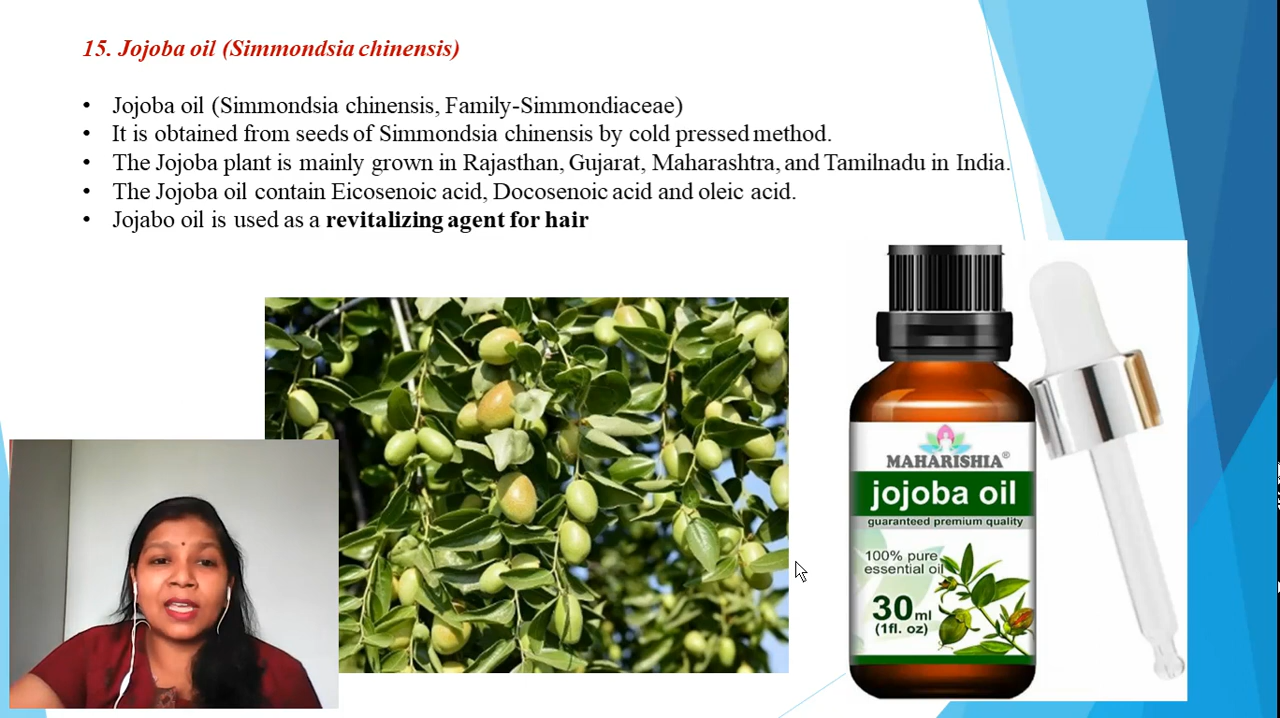 15. Jojoba oil (Simmondsia chinensis)
• Jojoba oil (Simmondsia chinensis, Family-Simmondiaceae)
• It is obtained from seeds of Simmondsia chinensis by cold pressed method.
• The Jojoba plant is mainly grown in Rajasthan, Gujarat, Maharashtra, and Tamilnadu in India.
• The Jojoba oil contain Eicosenoic acid, Docosenoic acid and oleic acid.
• Jojabo oil is used as a revitalizing agent for hair
MAHARISHIA®
jojoba oil
guaranteed premium quality
100% pure
essential oil
30 ml
(1fl. oz)